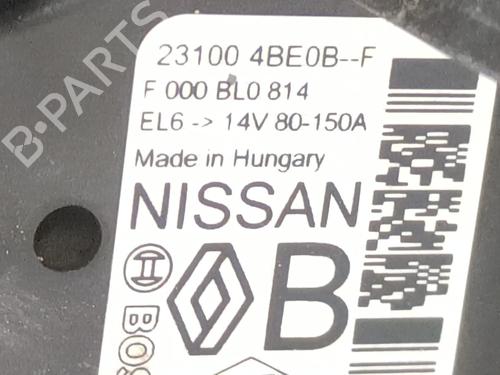 23100 4BE0B--F
F 000 BL0 814
EL6 -> 14V 80-150A
Made in Hungary
NISSAN
B
B-PARTS